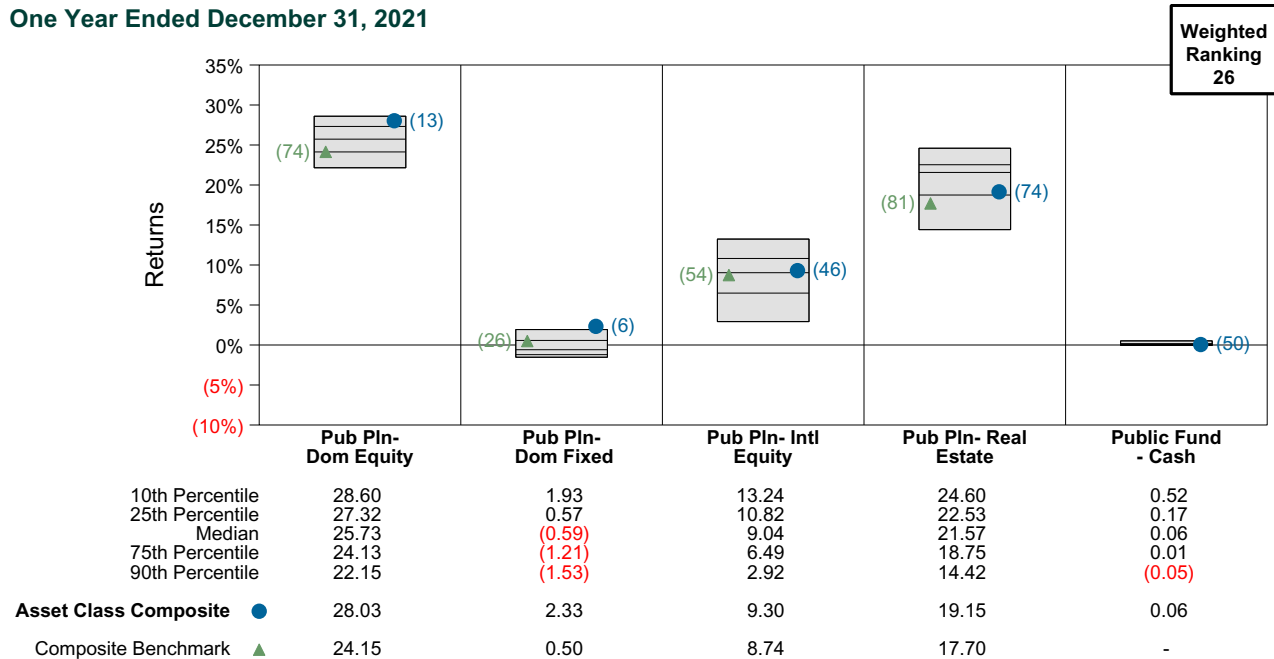 One Year Ended December 31, 2021
Weighted
Ranking
26
Returns
35%
30%
25%
20%
15%
10%
5%
0%
(5%)
(10%)
(13)
(74)
(6)
(26)
(46)
(54)
(74)
(81)
(50)
Pub Pln- Dom Equity
Pub Pln- Dom Fixed
Pub Pln- Intl Equity
Pub Pln- Real Estate
Public Fund - Cash
10th Percentile 28.60 1.93 13.24 24.60 0.52
25th Percentile 27.32 0.57 10.82 22.53 0.17
Median 25.73 (0.59) 9.04 21.57 0.06
75th Percentile 24.13 (1.21) 6.49 18.75 0.01
90th Percentile 22.15 (1.53) 2.92 14.42 (0.05)
Asset Class Composite 28.03 2.33 9.30 19.15 0.06
Composite Benchmark 24.15 0.50 8.74 17.70 -